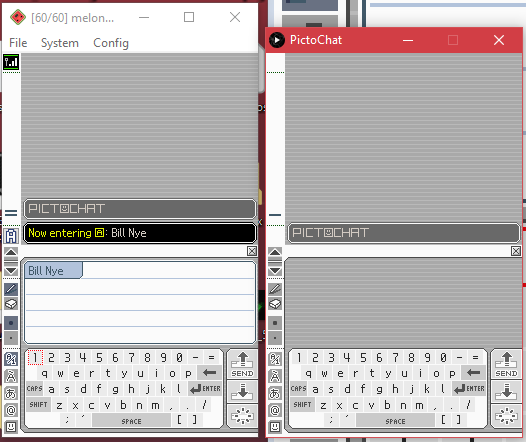 [60/60] melon...
File System Config
PICTOCHAT
Now entering A: Bill Nye
Bill Nye
1 2 3 4 5 6 7 8 9 0 - =
q w e r t y u i o p
CAPS a s d f g h j k l ENTER
SHIFT z x c v b n m , . /
; ' SPACE [ ]
SEND
PictoChat
PICTOCHAT
1 2 3 4 5 6 7 8 9 0 - =
q w e r t y u i o p
CAPS a s d f g h j k l ENTER
SHIFT z x c v b n m , . /
; ' SPACE [ ]
SEND